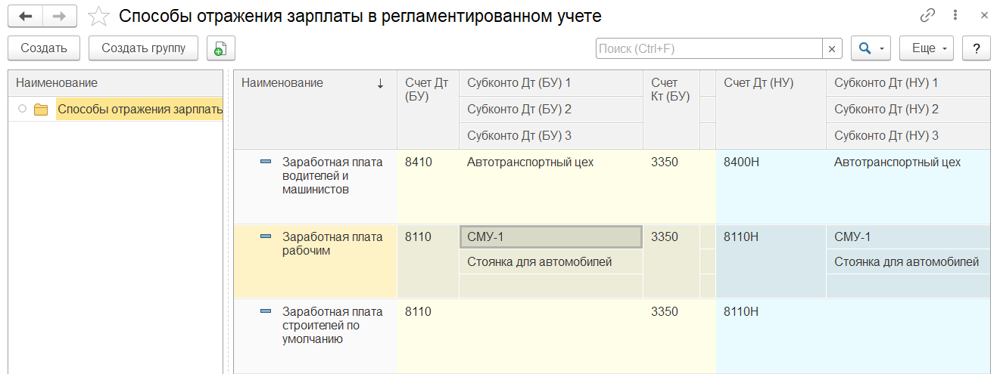 Способы отражения зарплаты в регламентированном учете
Создать
Создать группу
Поиск (Ctrl+F)
Еще
?
Наименование
Способы отражения зарплать
Наименование
Счет Дт
(БУ)
Субконто Дт (БУ) 1
Субконто Дт (БУ) 2
Субконто Дт (БУ) 3
Счет
Кт (БУ)
Счет Дт (НУ)
Субконто Дт (НУ) 1
Субконто Дт (НУ) 2
Субконто Дт (НУ) 3
Заработная плата
водителей и
машинистов
8410
Автотранспортный цех
3350
8400Н
Автотранспортный цех
Заработная плата
рабочим
8110
СМУ-1
Стоянка для автомобилей
3350
8110Н
СМУ-1
Стоянка для автомобилей
Заработная плата
строителей по
умолчанию
8110
3350
8110Н